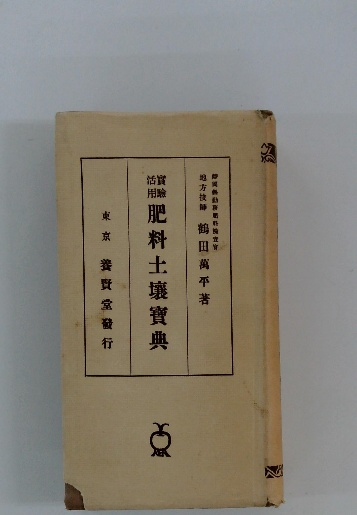 地方技師
鶴田萬平著
實驗
活用
肥料土壤寶典
東京 養賢堂發行